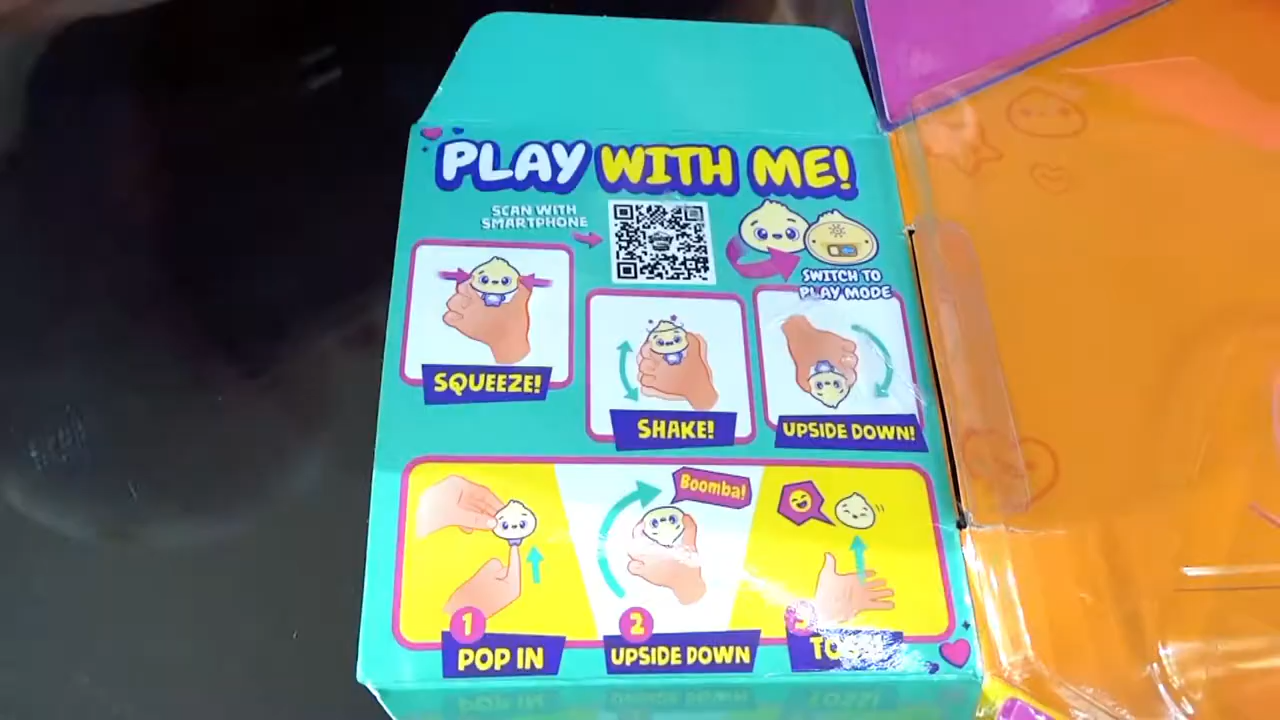 PLAY WITH ME!
SCAN WITH
SMARTPHONE
SWITCH TO
PLAY MODE
SQUEEZE!
SHAKE!
UPSIDE DOWN!
Boomba!
1
2
POP IN
UPSIDE DOWN